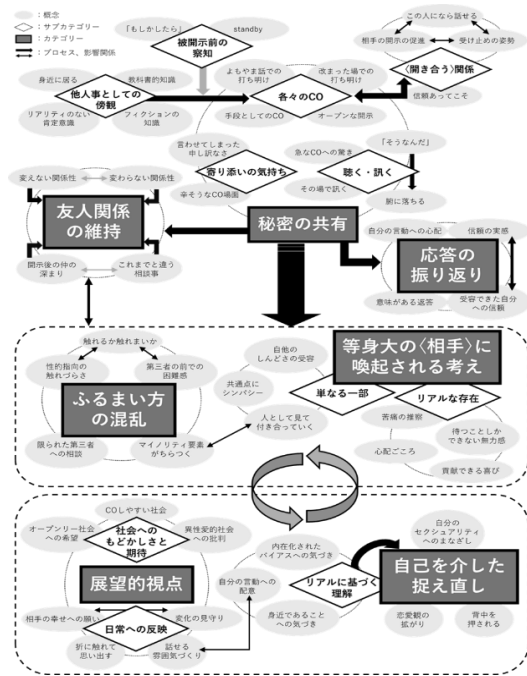 ：概念
：サブカテゴリー
：カテゴリー
：プロセス、影響関係
「もしかしたら」
standby
被開示前の
察知
この人になら話せる
相手の開示の促進
受け止めの姿勢
〈開き合う〉関係
信頼あってこそ
身近に居る
教科書的知識
他人事としての
傍観
リアリティのない
肯定意識
フィクションの
知識
よもやま話での
打ち明け
改まった場での
打ち明け
各々のCO
手段としてのCO
オープンな開示
言わせてしまった
申し訳なさ
急なCOへの驚き
「そうなんだ」
寄り添いの気持ち
聴く・訊く
辛そうなCO場面
その場で訊く
腑に落ちる
変えない関係性
変わらない関係性
友人関係
の維持
開示後の仲の
深まり
これまでと違う
相談事
秘密の共有
自分の言動への心配
信頼の実感
応答の
振り返り
意味がある返答
受容できた自分
への信頼
触れるか触れまいか
性的指向の
触れづらさ
第三者の前での
困難感
ふるまい方
の混乱
限られた第三者
への相談
マイノリティ要素
がちらつく
自他の
しんどさの受容
共通点に
シンパシー
人として見て
付き合っていく
等身大の〈相手〉に
喚起される考え
単なる一部
リアルな存在
苦痛の推察
待つことしか
できない無力感
心配ごころ
貢献できる喜び
COしやすい社会
オープンリー社会
への希望
社会への
もどかしさと
期待
異性愛的社会
への批判
展望的視点
相手の幸せへの願い
変化の見守り
日常への反映
折に触れて
思い出す
話せる
雰囲気づくり
内在化された
バイアスへの気づき
自分の言動への
配意
リアルに基づく
理解
身近であること
への気づき
自分の
セクシュアリティ
へのまなざし
自己を介した
捉え直し
恋愛観の
拡がり
背中を
押される